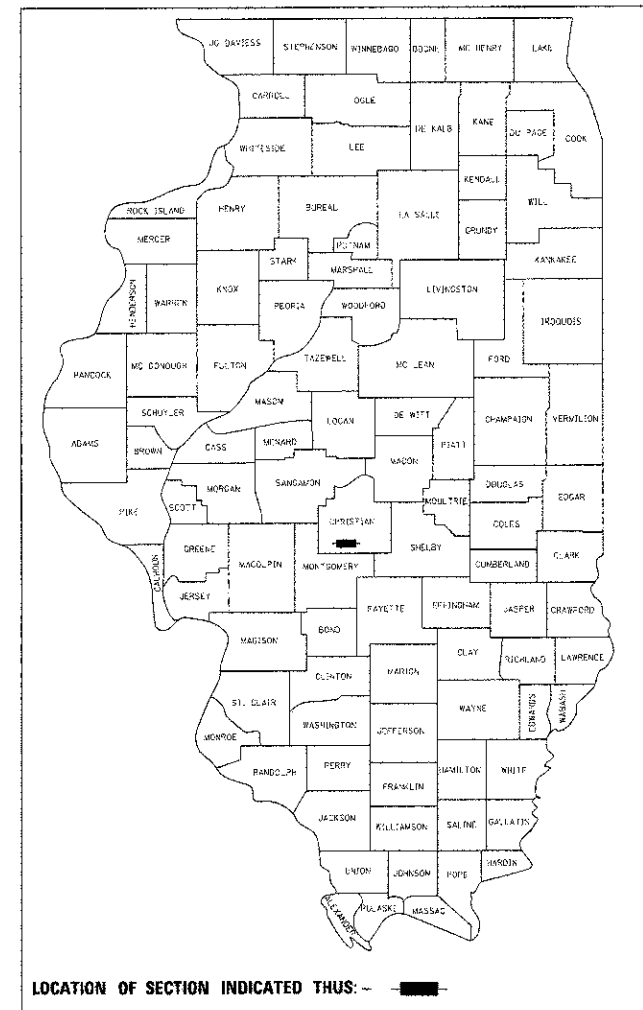 JO DAVIESS STEPHENSON WINNEBAGO BOONE MC HENRY LAKE
CARROLL OGLE
DE KALB KANE DU PAGE COOK
WHITESIDE LEE
KENDALL WILL
ROCK ISLAND HENRY BUREAU LA SALLE
GRUNDY
MERCER PUTNAM
STARK MARSHALL KANKAKEE
HENDERSON WARREN KNOX LIVINGSTON
PEORIA WOODFORD IROQUOIS
HANCOCK MC DONOUGH FULTON TAZEWELL MC LEAN FORD
MASON
SCHUYLER LOGAN DE WITT CHAMPAIGN VERMILION
ADAMS BROWN CASS MENARD PIATT
MACON
PIKE SCOTT MORGAN SANGAMON MOULTRIE DOUGLAS EDGAR
CHRISTIAN COLES
GREENE SHELBY
CALHOUN MACOUPIN MONTGOMERY CUMBERLAND CLARK
JERSEY FAYETTE EFFINGHAM JASPER CRAWFORD
MADISON BOND
CLAY RICHLAND LAWRENCE
CLINTON MARION
ST. CLAIR WAYNE EDWARDS WABASH
WASHINGTON JEFFERSON
MONROE
RANDOLPH PERRY HAMILTON WHITE
FRANKLIN
JACKSON WILLIAMSON SALINE GALLATIN
UNION JOHNSON POPE HARDIN
ALEXANDER PULASKI MASSAC
LOCATION OF SECTION INDICATED THUS: -